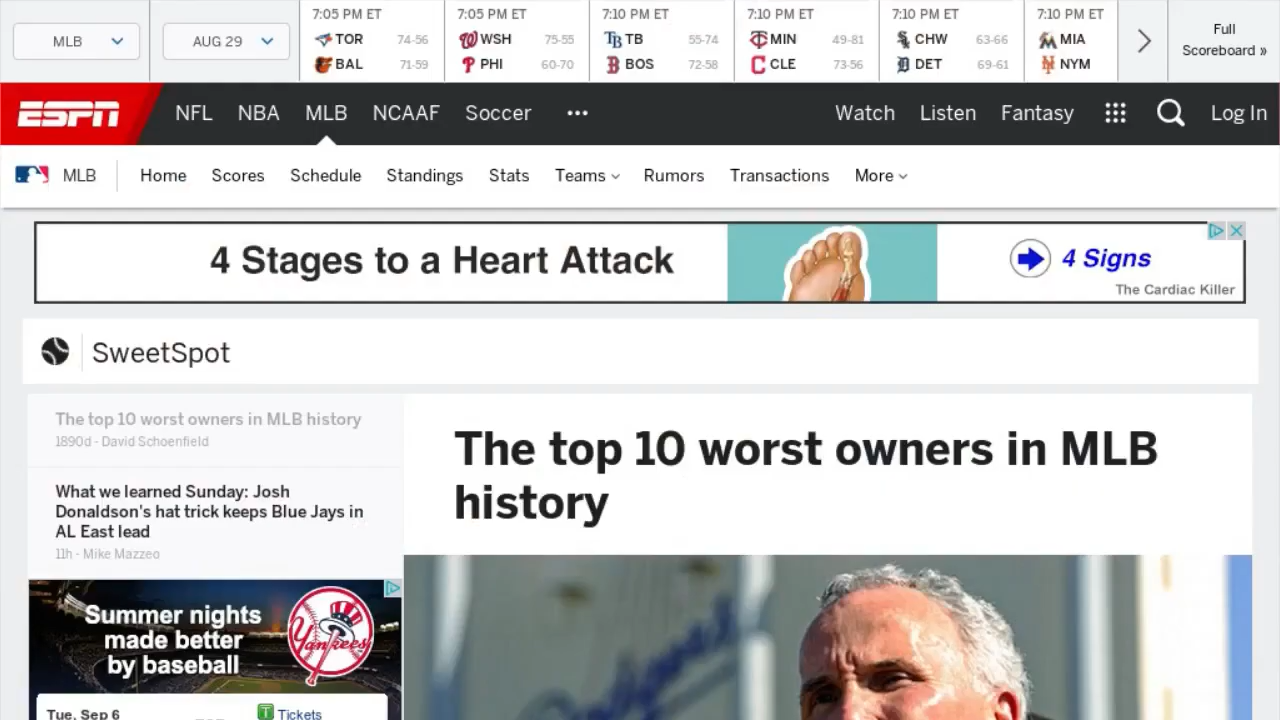 MLB
AUG 29
7:05 PM ET
TOR 74-56
BAL 71-59
7:05 PM ET
WSH 75-55
PHI 60-70
7:10 PM ET
TB 55-74
BOS 72-58
7:10 PM ET
MIN 49-81
CLE 73-56
7:10 PM ET
CHW 63-66
DET 69-61
7:10 PM ET
MIA
NYM
Full
Scoreboard »
ESPN NFL NBA MLB NCAAF Soccer ••• Watch Listen Fantasy Log In
MLB Home Scores Schedule Standings Stats Teams Rumors Transactions More
4 Stages to a Heart Attack
4 Signs
The Cardiac Killer
SweetSpot
The top 10 worst owners in MLB history
1890d - David Schoenfield
What we learned Sunday: Josh
Donaldson's hat trick keeps Blue Jays in
AL East lead
11h - Mike Mazzeo
Summer nights
made better
by baseball
Yankees
Tue, Sep 6
Tickets
The top 10 worst owners in MLB
history